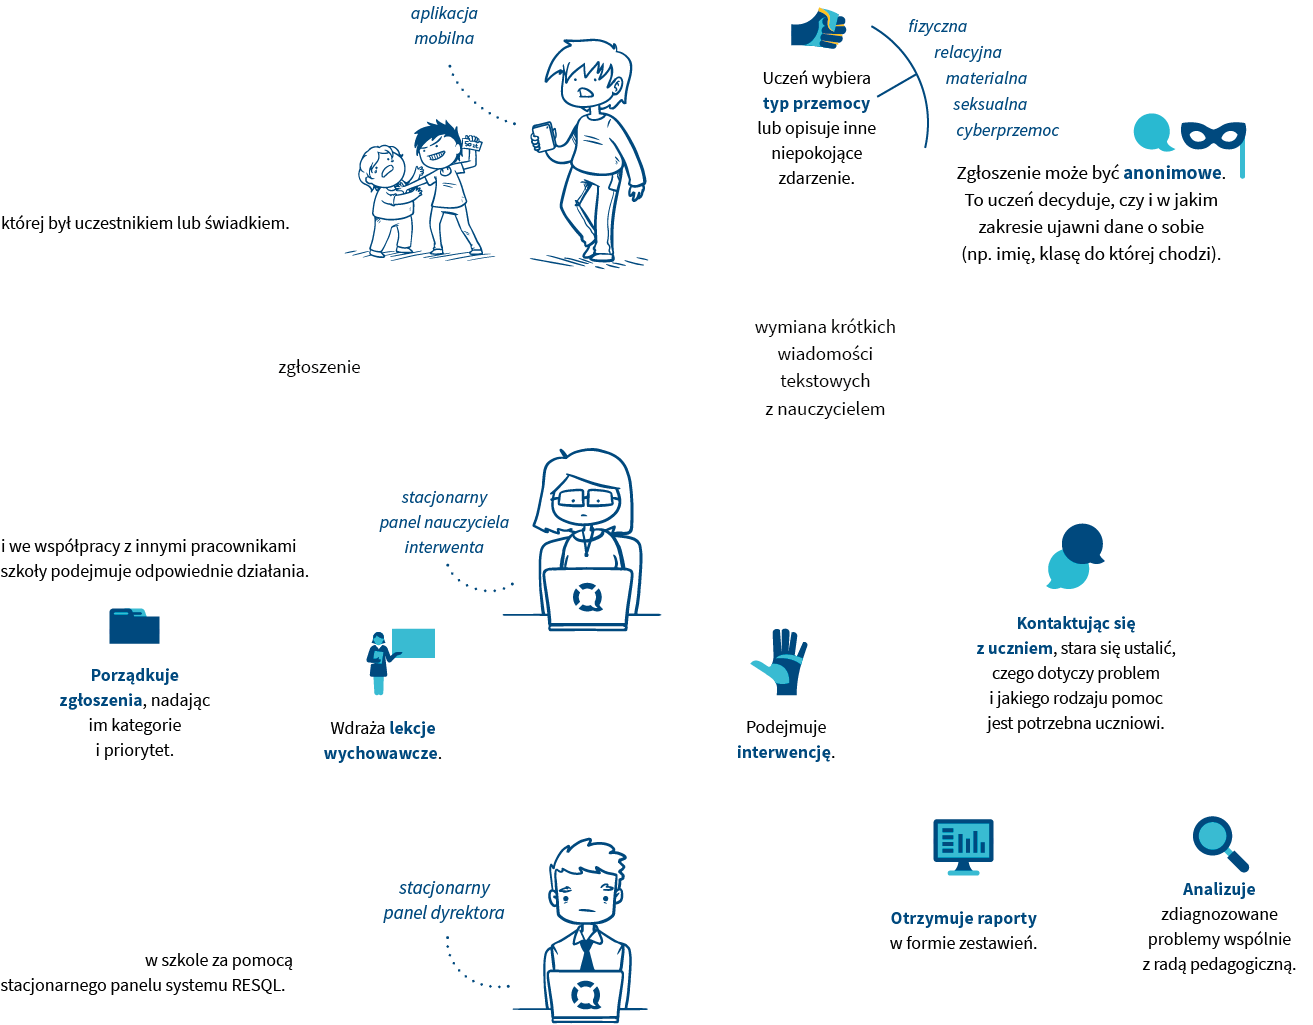 aplikacja
mobilna
której był uczestnikiem lub świadkiem.
50 zł
Uczeń wybiera
typ przemocy
lub opisuje inne
niepokojące
zdarzenie.
fizyczna
relacyjna
materialna
seksualna
cyberprzemoc
Zgłoszenie może być anonimowe.
To uczeń decyduje, czy i w jakim
zakresie ujawni dane o sobie
(np. imię, klasę do której chodzi).
zgłoszenie
wymiana krótkich
wiadomości
tekstowych
z nauczycielem
stacjonarny
panel nauczyciela
interwenta
i we współpracy z innymi pracownikami
szkoły podejmuje odpowiednie działania.
Porządkuje
zgłoszenia, nadając
im kategorie
i priorytet.
Wdraża lekcje
wychowawcze.
Podejmuje
interwencję.
Kontaktując się
z uczniem, stara się ustalić,
czego dotyczy problem
i jakiego rodzaju pomoc
jest potrzebna uczniowi.
stacjonarny
panel dyrektora
w szkole za pomocą
stacjonarnego panelu systemu RESQL.
Otrzymuje raporty
w formie zestawień.
Analizuje
zdiagnozowane
problemy wspólnie
z radą pedagogiczną.